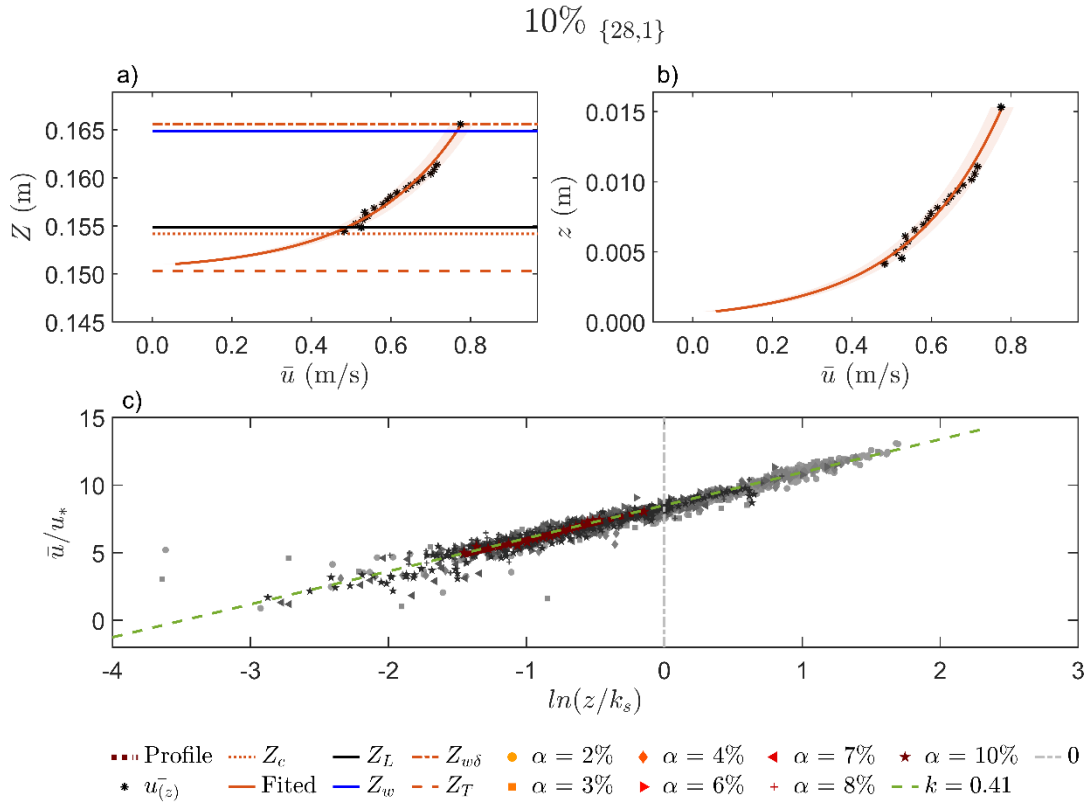 10% {28,1}
a)
0.165
0.160
0.155
0.150
0.145
Z (m)
0.0 0.2 0.4 0.6 0.8
ū (m/s)
b)
0.015
0.010
0.005
0.000
z (m)
0.0 0.2 0.4 0.6 0.8
ū (m/s)
c)
15
10
5
0
ū/u*
-4 -3 -2 -1 0 1 2 3
ln(z/ks)
Profile Zc ZL Zwδ α = 2% α = 4% α = 7% α = 10% 0
ū(z) Fited Zw ZT α = 3% α = 6% α = 8% k = 0.41